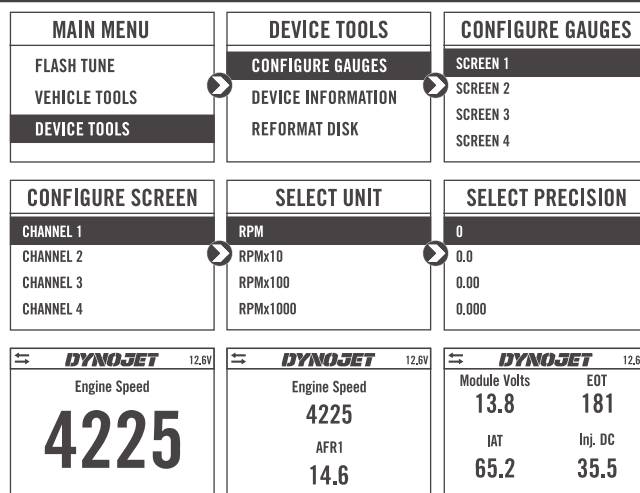 MAIN MENU
FLASH TUNE
VEHICLE TOOLS
DEVICE TOOLS
DEVICE TOOLS
CONFIGURE GAUGES
DEVICE INFORMATION
REFORMAT DISK
CONFIGURE GAUGES
SCREEN 1
SCREEN 2
SCREEN 3
SCREEN 4
CONFIGURE SCREEN
CHANNEL 1
CHANNEL 2
CHANNEL 3
CHANNEL 4
SELECT UNIT
RPM
RPMx10
RPMx100
RPMx1000
SELECT PRECISION
0
0.0
0.00
0.000
DYNOJET 12.6V
Engine Speed
4225
DYNOJET 12.6V
Engine Speed
4225
AFR1
14.6
DYNOJET 12.6
Module Volts EOT
13.8 181
IAT Inj. DC
65.2 35.5